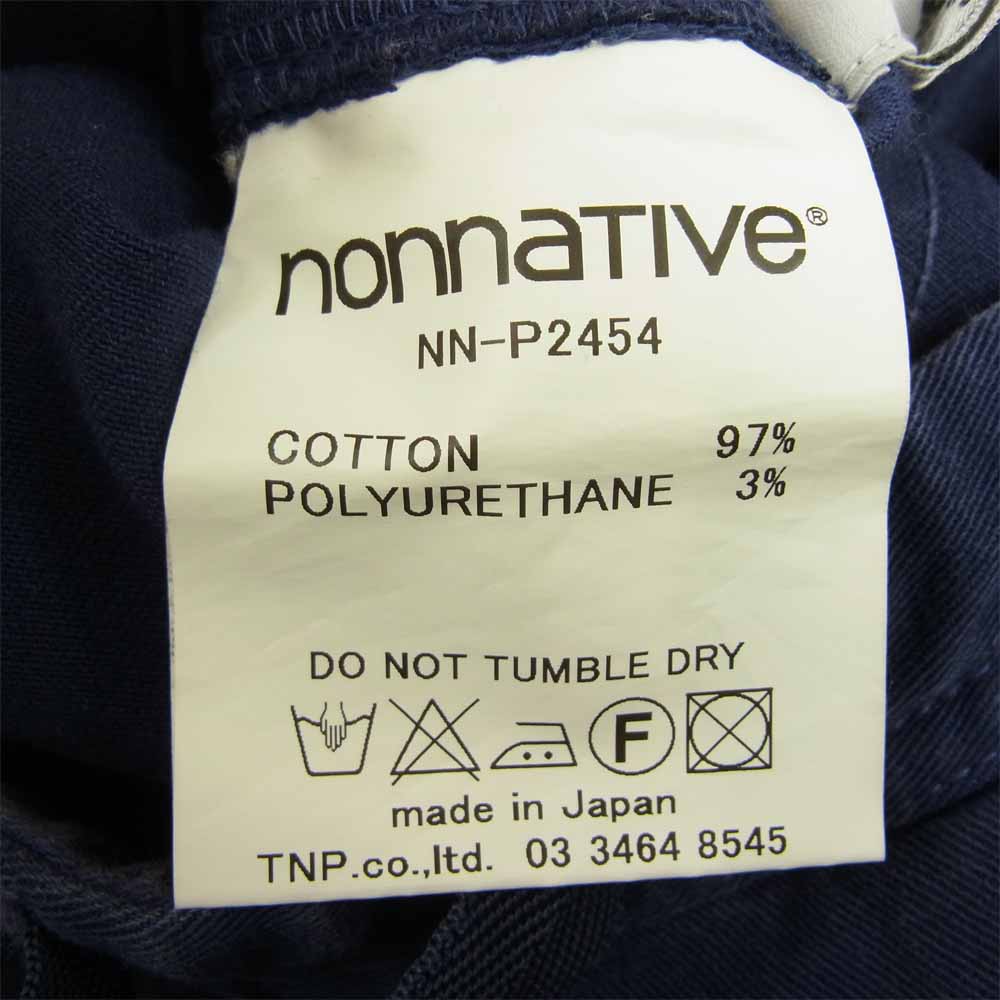 nonnative®
NN-P2454
COTTON 97%
POLYURETHANE 3%
DO NOT TUMBLE DRY
F
made in Japan
TNP.co.,ltd. 03 3464 8545